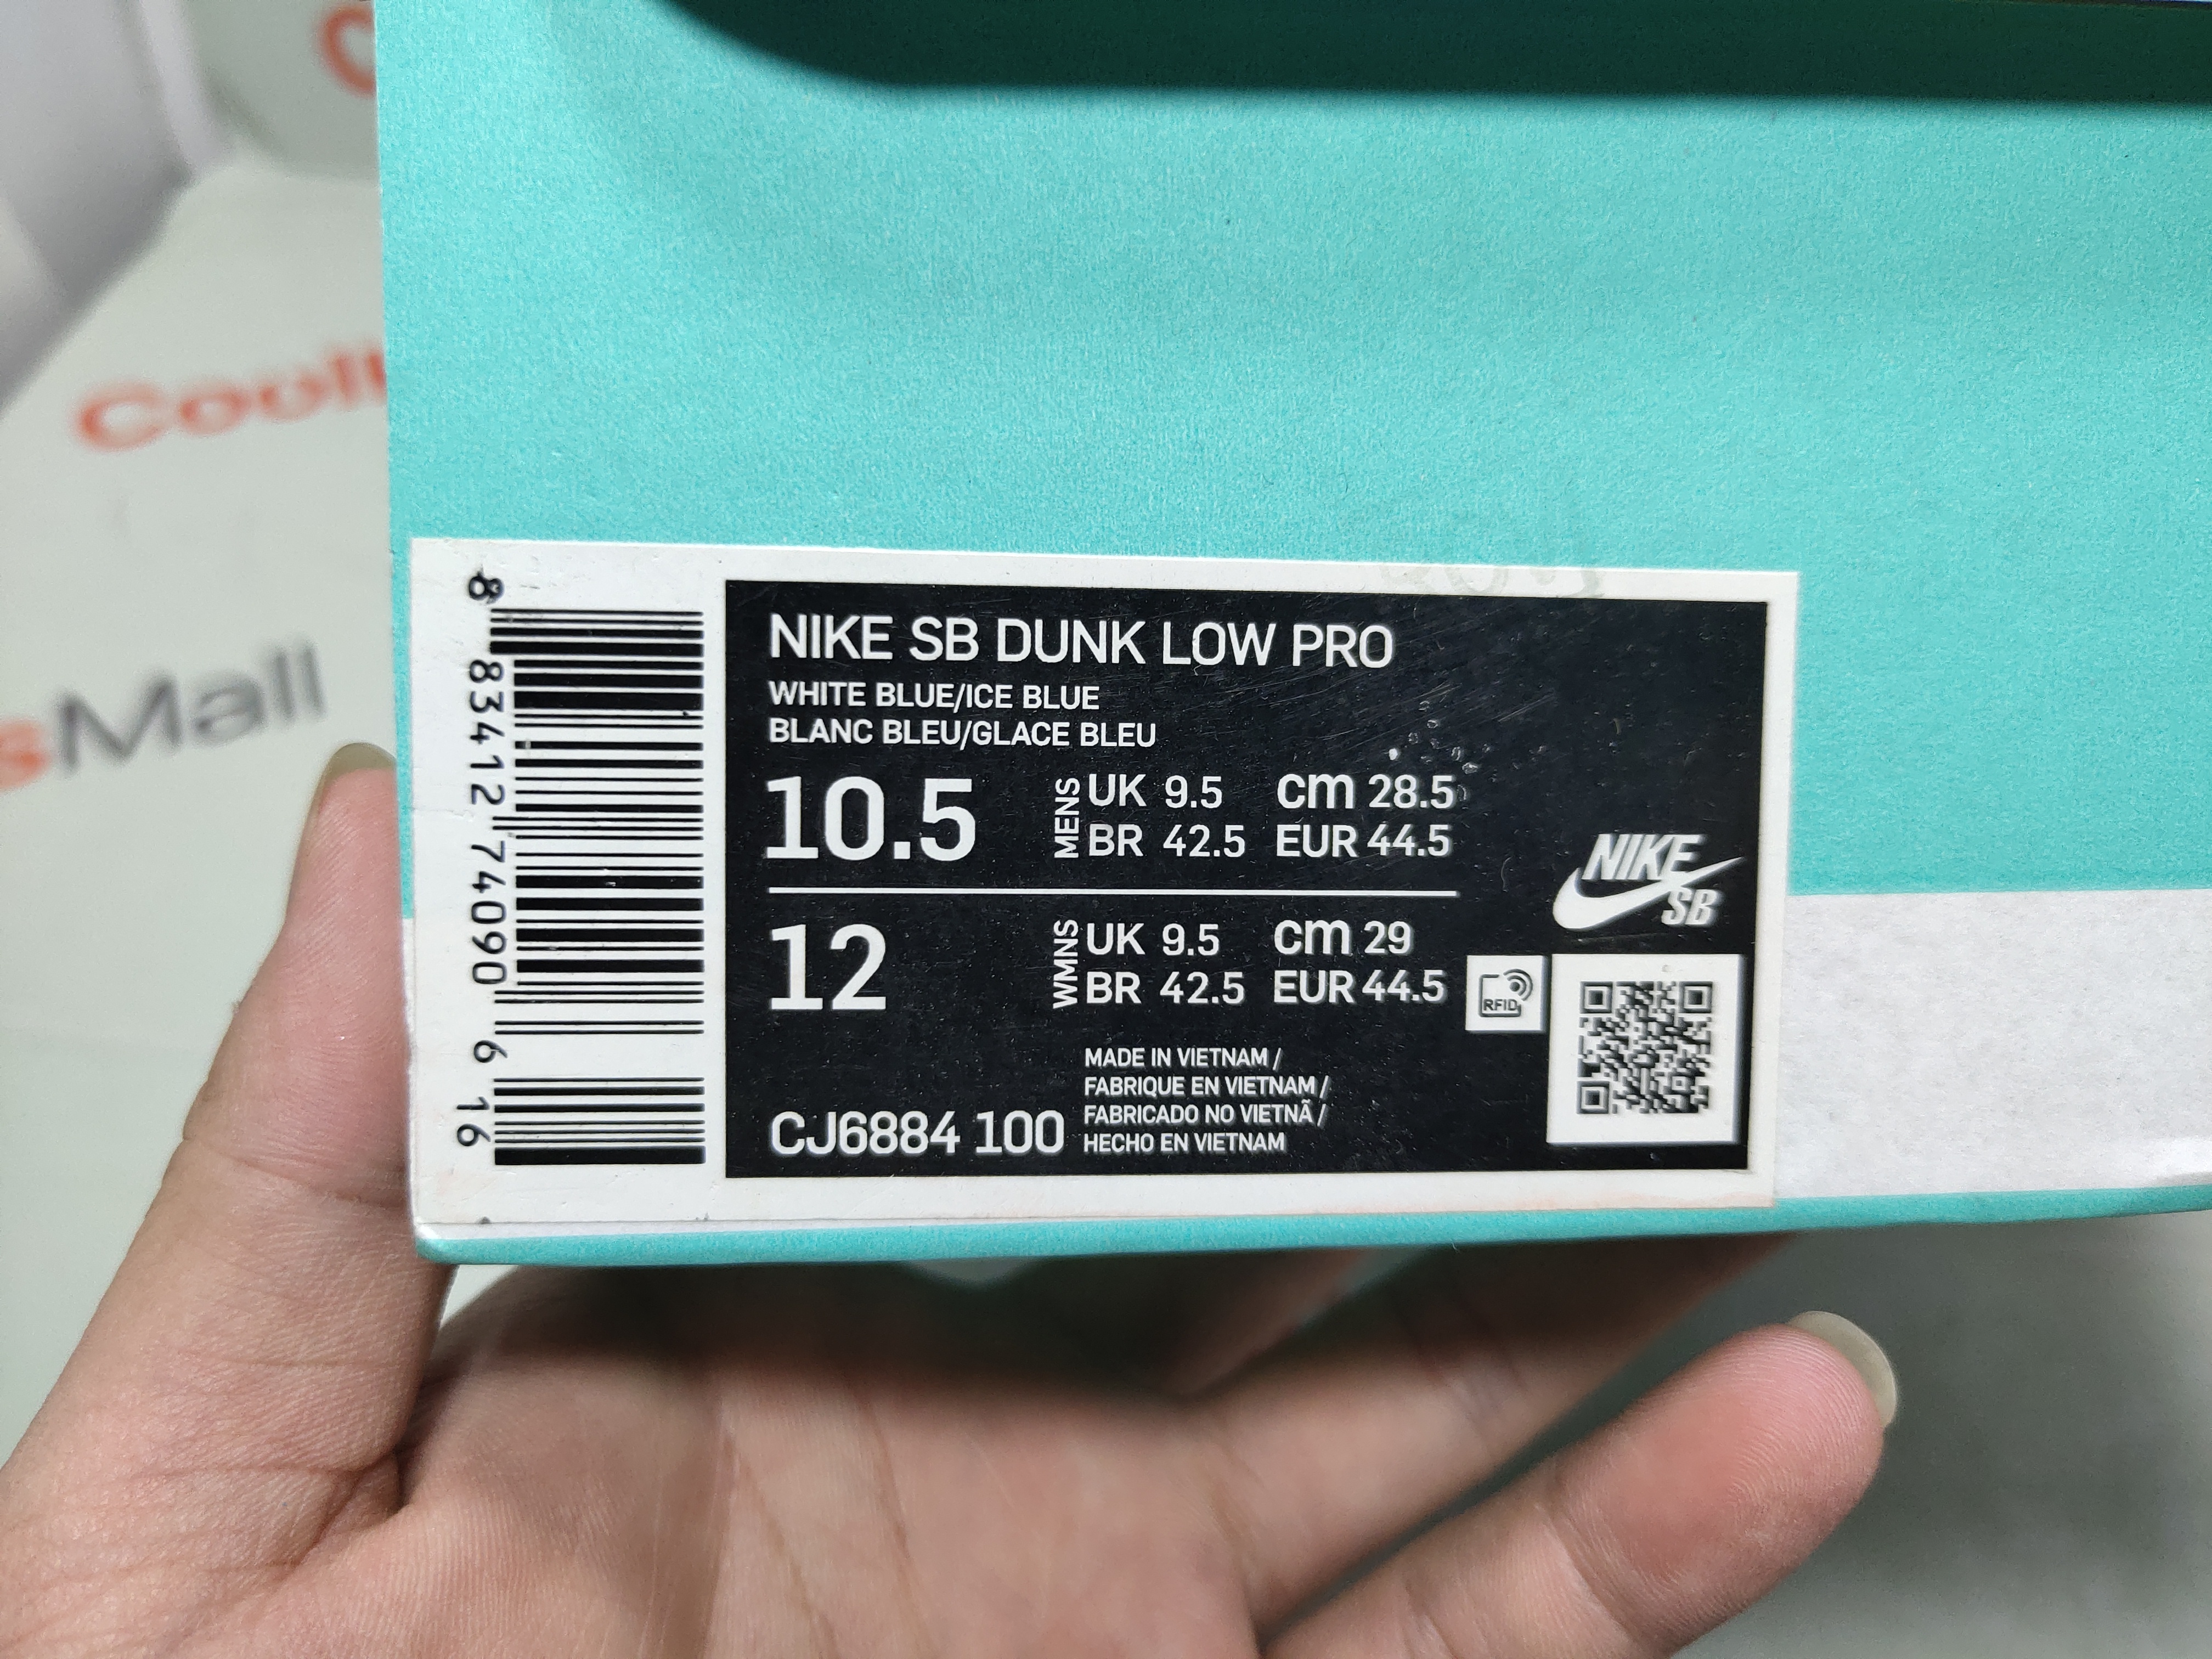 Coolk
sMall
NIKE SB DUNK LOW PRO
WHITE BLUE/ICE BLUE
BLANC BLEU/GLACE BLEU
10.5 MENS UK 9.5 cm 28.5
BR 42.5 EUR 44.5
12 WMNS UK 9.5 cm 29
BR 42.5 EUR 44.5
NIKE
SB
RFID
MADE IN VIETNAM /
FABRIQUE EN VIETNAM /
FABRICADO NO VIETNÃ /
HECHO EN VIETNAM
CJ6884 100
8 83412 74090 6 16